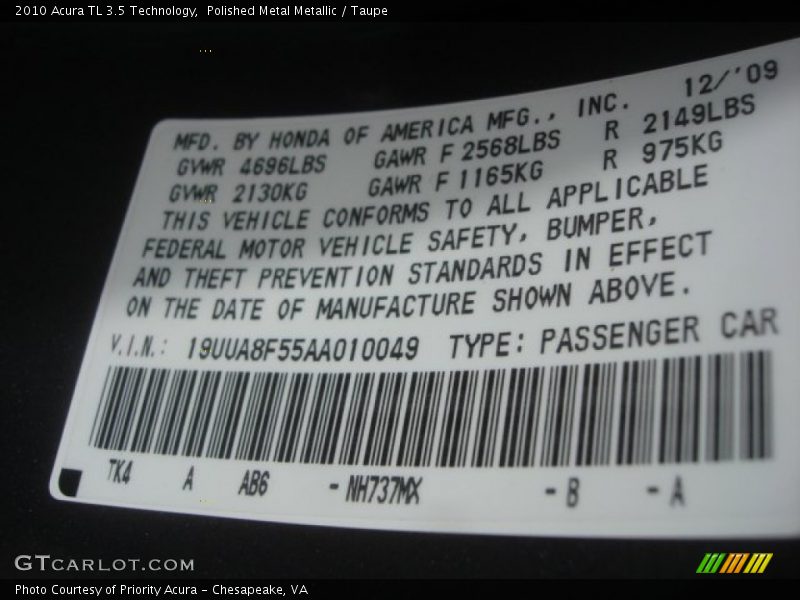 2010 Acura TL 3.5 Technology,  Polished Metal Metallic / Taupe
12/'09
MFD. BY HONDA OF AMERICA MFG., INC.
GVWR 4696LBS GAWR F 2568LBS R 2149LBS
GVWR 2130KG GAWR F 1165KG R 975KG
THIS VEHICLE CONFORMS TO ALL APPLICABLE
FEDERAL MOTOR VEHICLE SAFETY, BUMPER,
AND THEFT PREVENTION STANDARDS IN EFFECT
ON THE DATE OF MANUFACTURE SHOWN ABOVE.
V.I.N.: 19UUA8F55AA010049 TYPE: PASSENGER CAR
TK4 A AB6 - NH737MX - B - A
GTCARLOT.COM
Photo Courtesy of Priority Acura - Chesapeake, VA